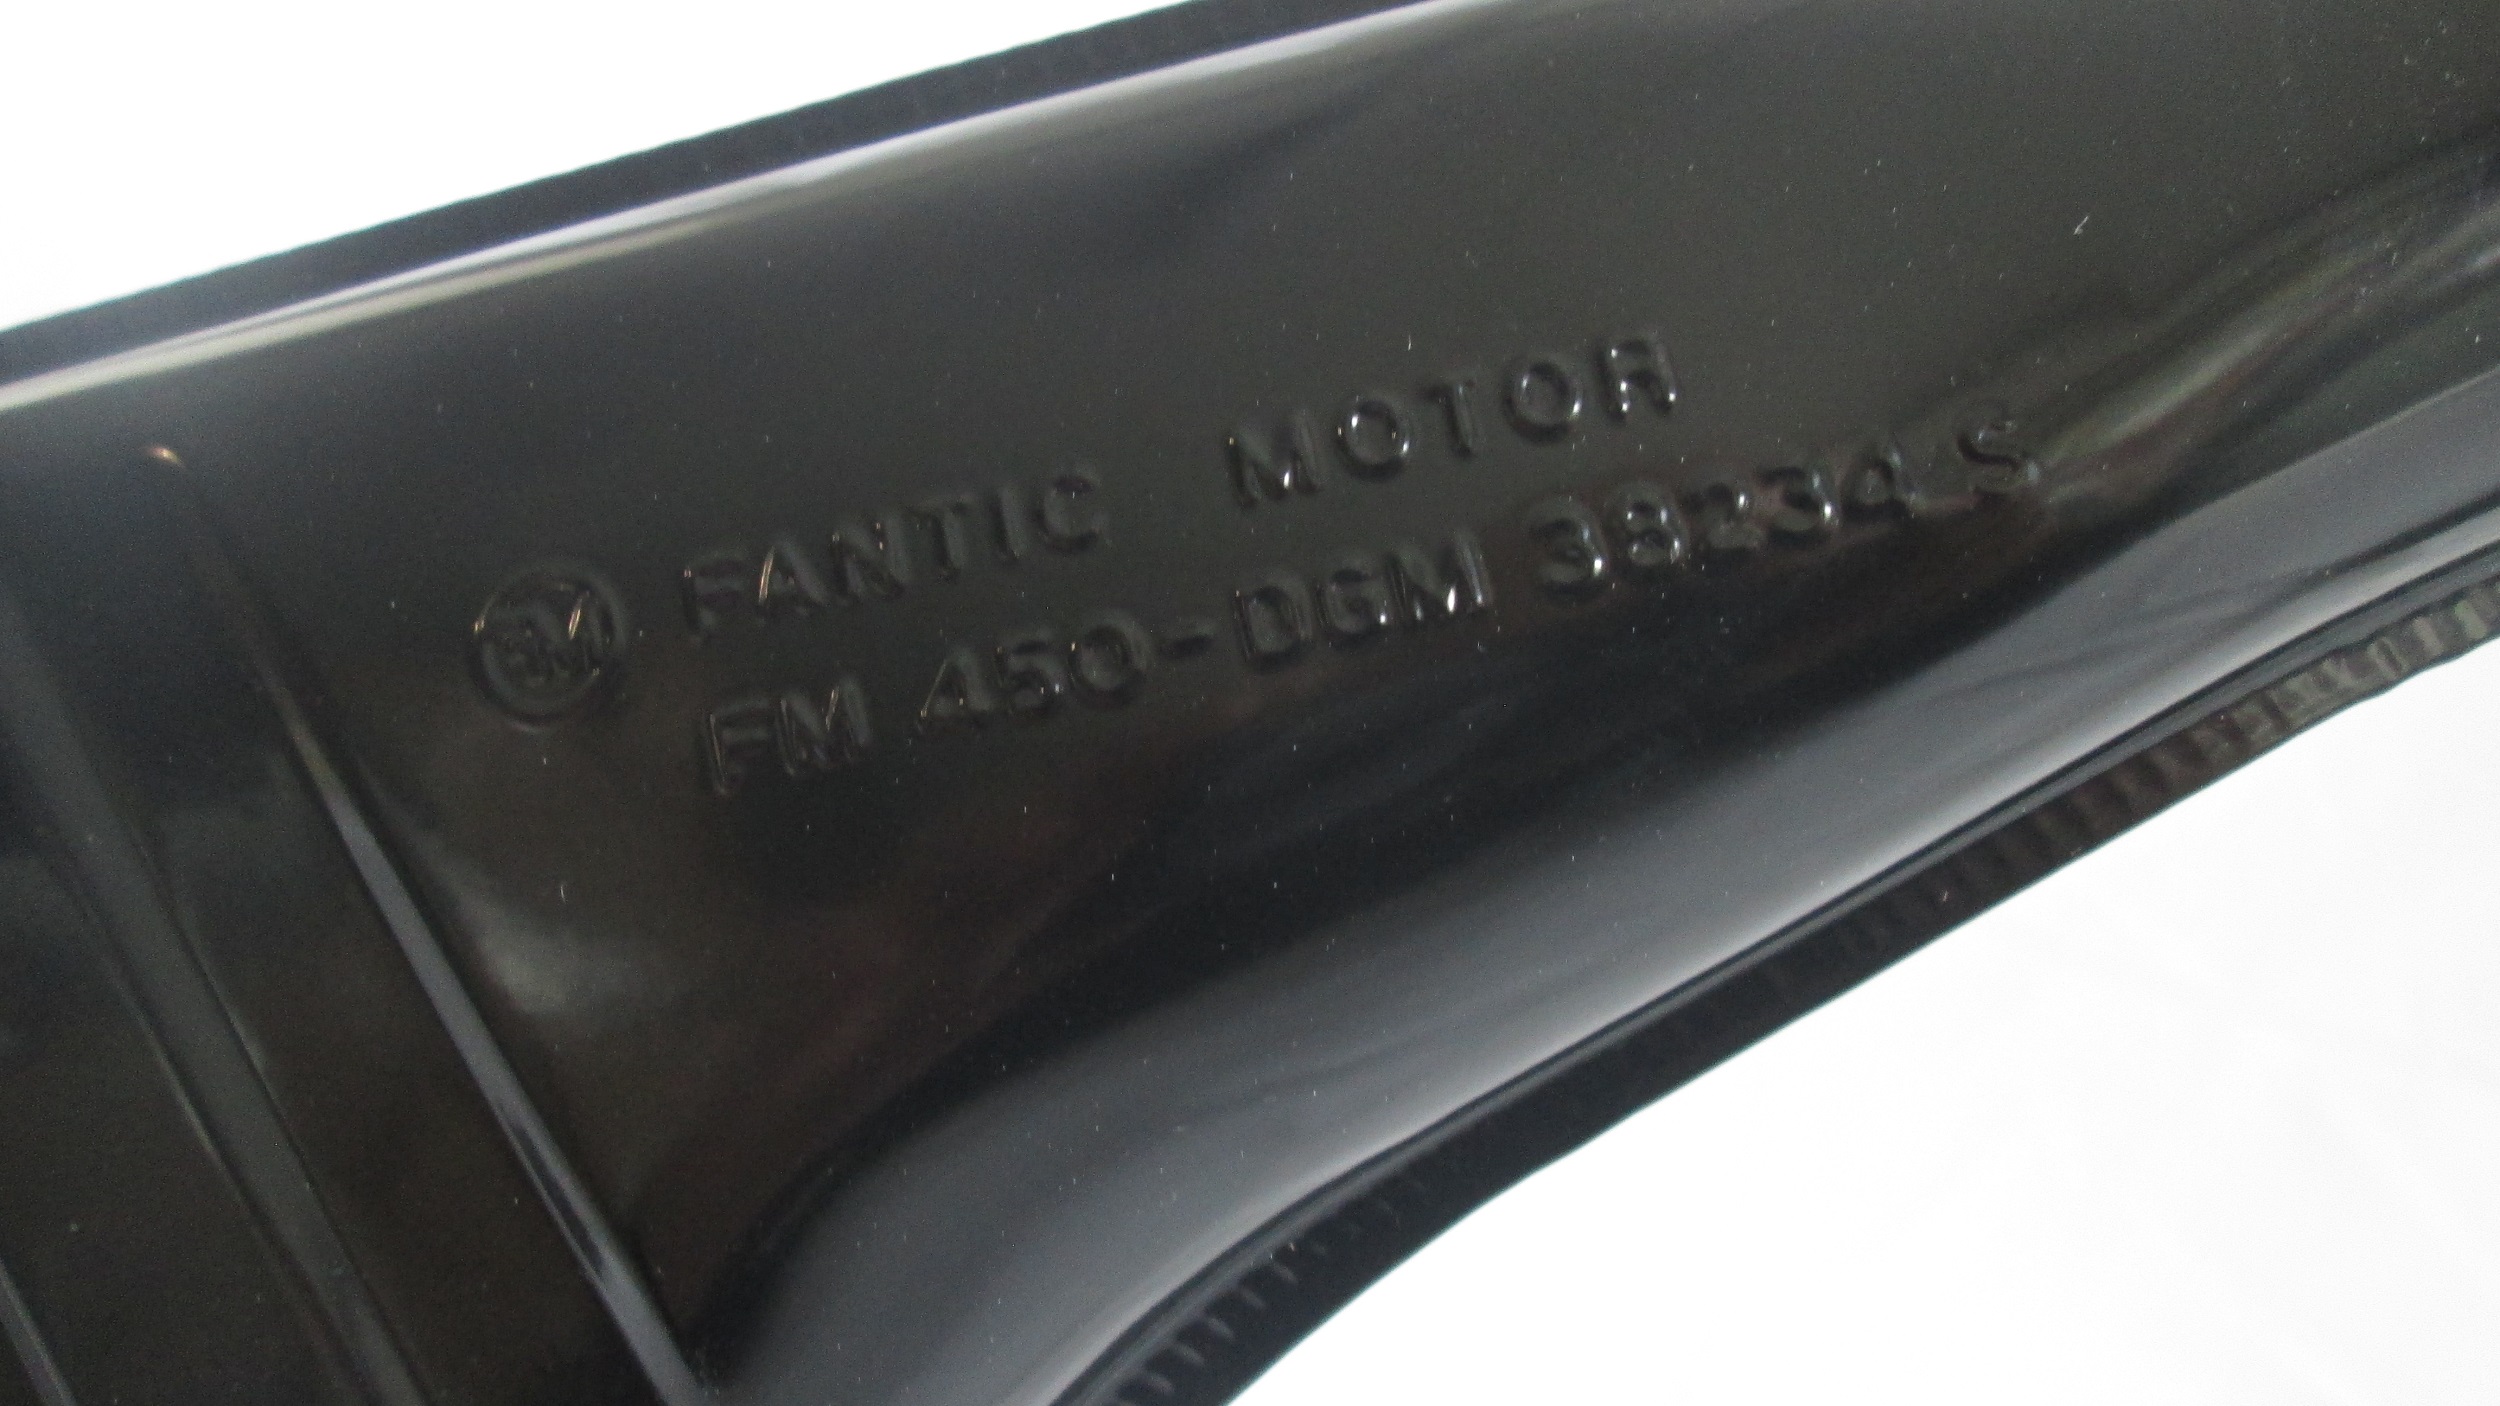 FANTIC MOTOR
FM 450-DGM 38234 S